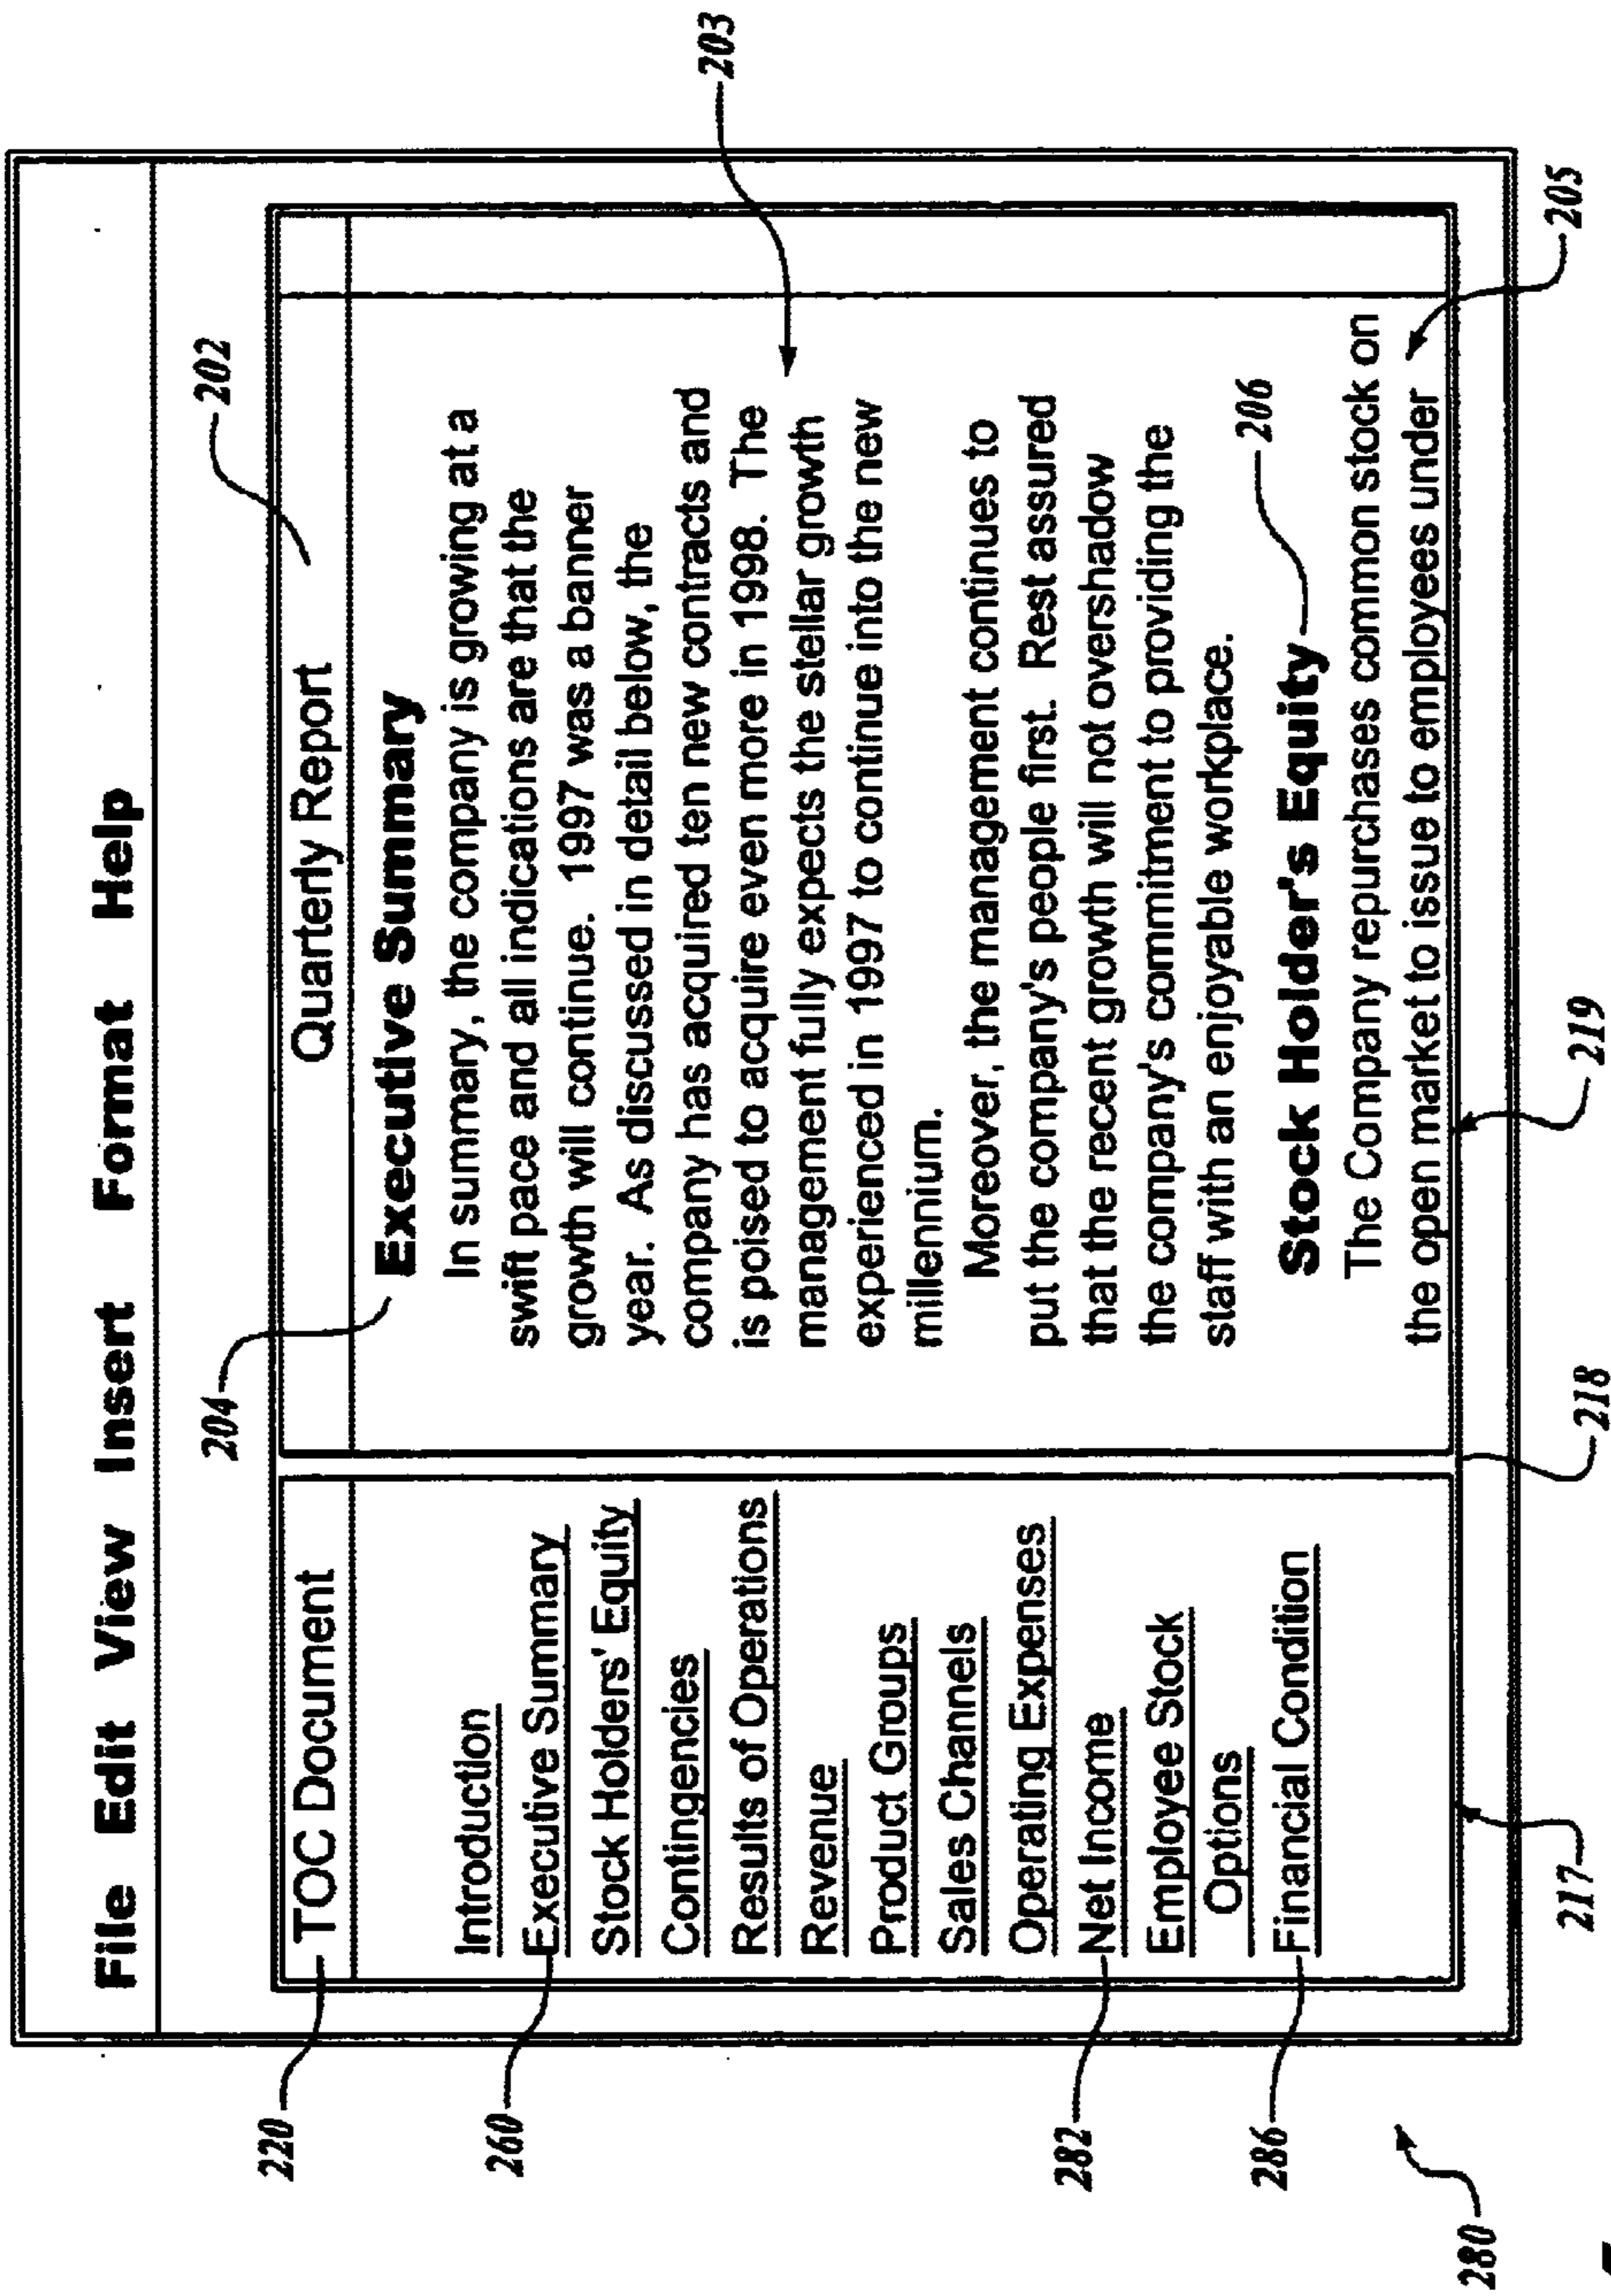 File Edit View Insert Format Help
220
TOC Document
Introduction
260
Executive Summary
Stock Holders' Equity
Contingencies
Results of Operations
Revenue
Product Groups
Sales Channels
Operating Expenses
282
Net Income
Employee Stock
Options
286
Financial Condition
280
202
Quarterly Report
204
Executive Summary
In summary, the company is growing at a
swift pace and all indications are that the
growth will continue. 1997 was a banner
year. As discussed in detail below, the
company has acquired ten new contracts and
is poised to acquire even more in 1998. The
203
management fully expects the stellar growth
experienced in 1997 to continue into the new
millennium.
Moreover, the management continues to
put the company's people first. Rest assured
that the recent growth will not overshadow
the company's commitment to providing the
staff with an enjoyable workplace.
Stock Holder's Equity
206
The Company repurchases common stock on
the open market to issue to employees under
205
217
218
219